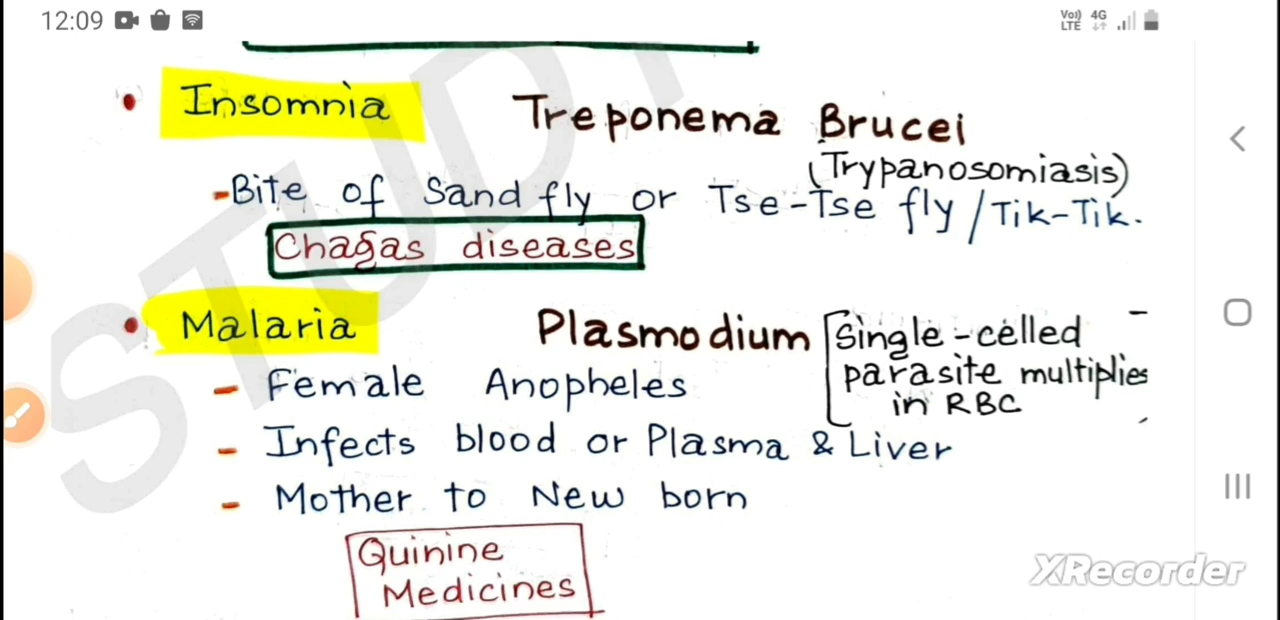 12:09
Vo)) 4G
LTE
Insomnia Treponema Brucei
(Trypanosomiasis)
-Bite of Sand fly or Tse-Tse fly / Tik-Tik.
Chagas diseases
Malaria Plasmodium [Single-celled
parasite multiplies
in RBC
- Female Anopheles
- Infects blood or Plasma & Liver
- Mother to New born
Quinine
Medicines
STUDY
XRecorder